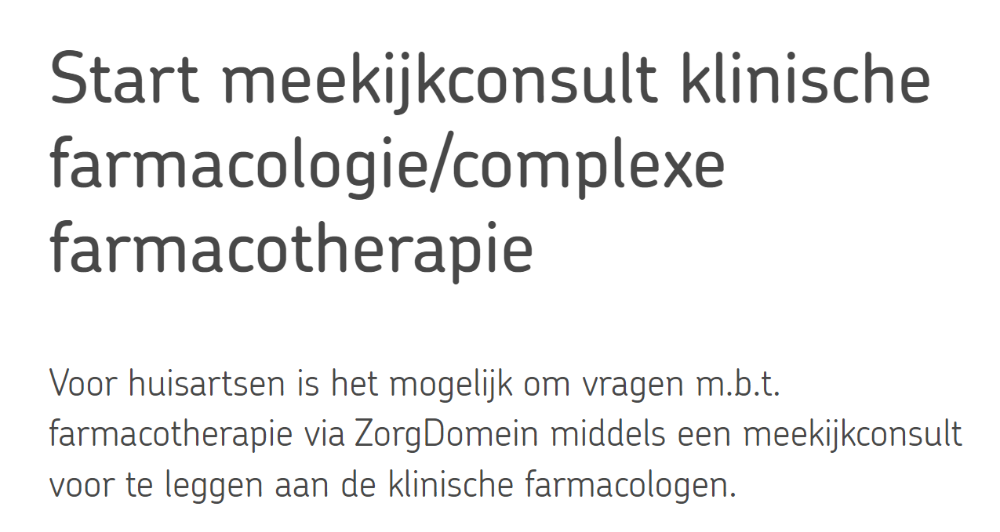 Start meekijkconsult klinische
farmacologie/complexe
farmacotherapie
Voor huisartsen is het mogelijk om vragen m.b.t.
farmacotherapie via ZorgDomein middels een meekijkconsult
voor te leggen aan de klinische farmacologen.